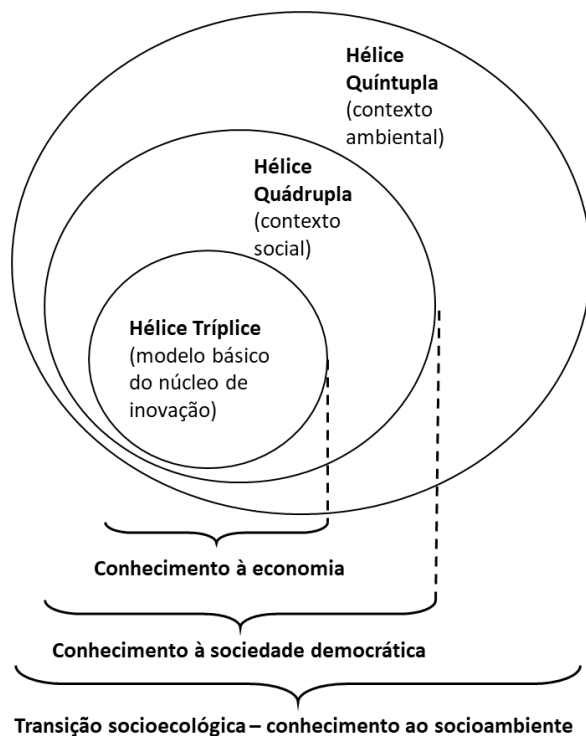 Hélice
Quíntupla
(contexto
ambiental)
Hélice
Quádrupla
(contexto
social)
Hélice Tríplice
(modelo básico
do núcleo de
inovação)
Conhecimento à economia
Conhecimento à sociedade democrática
Transição socioecológica – conhecimento ao socioambiente